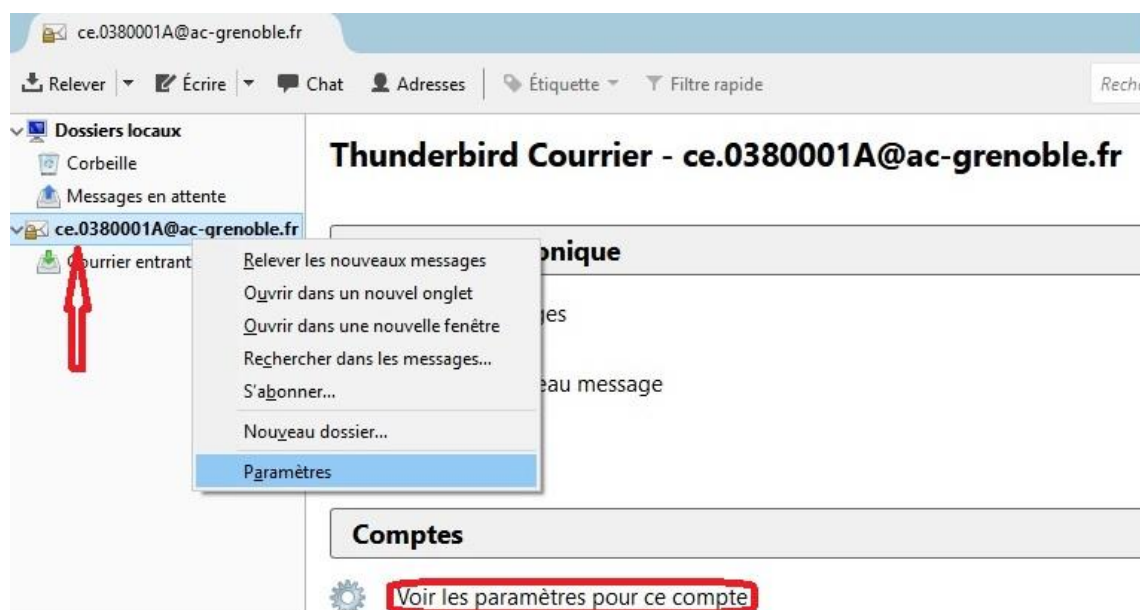 ce.0380001A@ac-grenoble.fr
Relever Écrire Chat Adresses Étiquette Filtre rapide Reche
Dossiers locaux
Corbeille
Messages en attente
ce.0380001A@ac-grenoble.fr
Courrier entrant
Thunderbird Courrier - ce.0380001A@ac-grenoble.fr
onique
Relever les nouveaux messages
Ouvrir dans un nouvel onglet
Ouvrir dans une nouvelle fenêtre
Rechercher dans les messages...
S'abonner...
Nouveau dossier...
Paramètres
ges
eau message
Comptes
Voir les paramètres pour ce compte